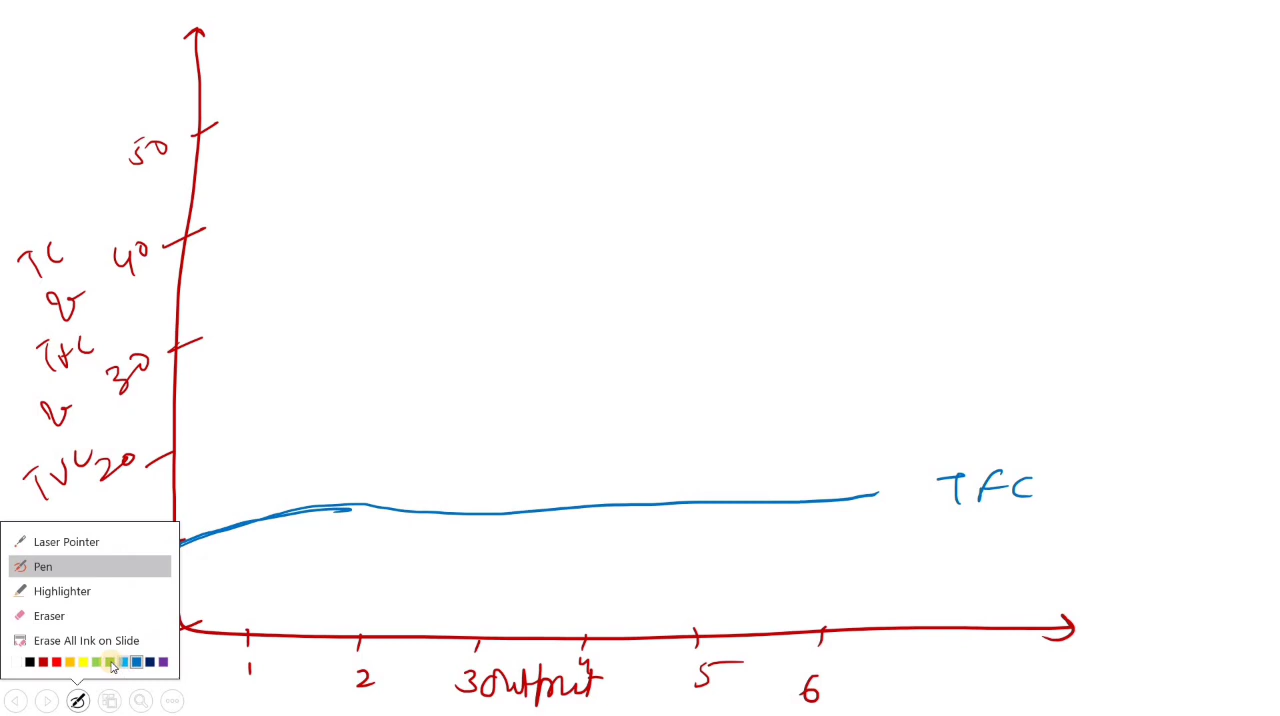 50
TC 40
TFC
30
TVC 20
TFC
Laser Pointer
Pen
Highlighter
Eraser
Erase All Ink on Slide
1 2 3 4 5 6
output